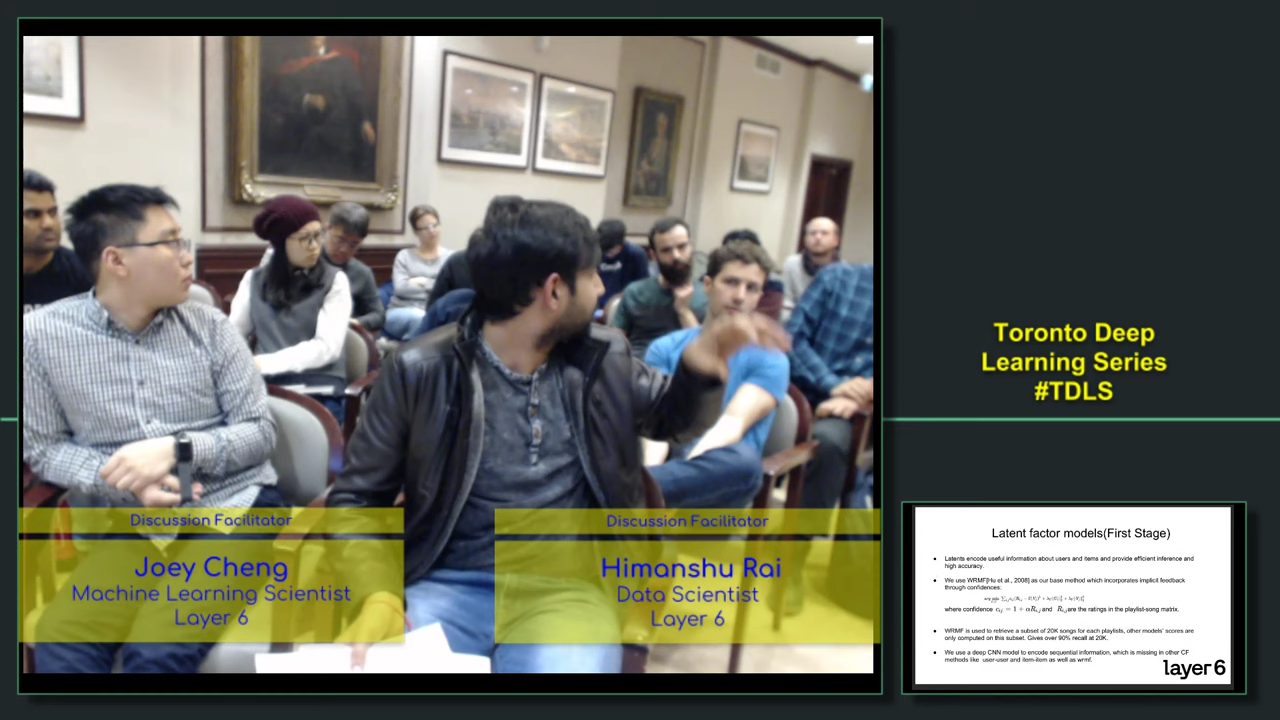 Toronto Deep
Learning Series
#TDLS
Discussion Facilitator
Joey Cheng
Machine Learning Scientist
Layer 6
Discussion Facilitator
Himanshu Rai
Data Scientist
Layer 6
Latent factor models(First Stage)
Latents encode useful information about users and items and provide efficient inference and
high accuracy.
We use WRMF[Hu et al., 2008] as our base method which incorporates implicit feedback
through confidences:
where confidence c_{i,j} = 1 + αR_{i,j} and R_{i,j} are the ratings in the playlist-song matrix.
WRMF is used to retrieve a subset of 20K songs for each playlists, other models' scores are
only computed on this subset. Gives over 90% recall at 20K.
We use a deep CNN model to encode sequential information, which is missing in other CF
methods like user-user and item-item as well as wrmf.
layer 6